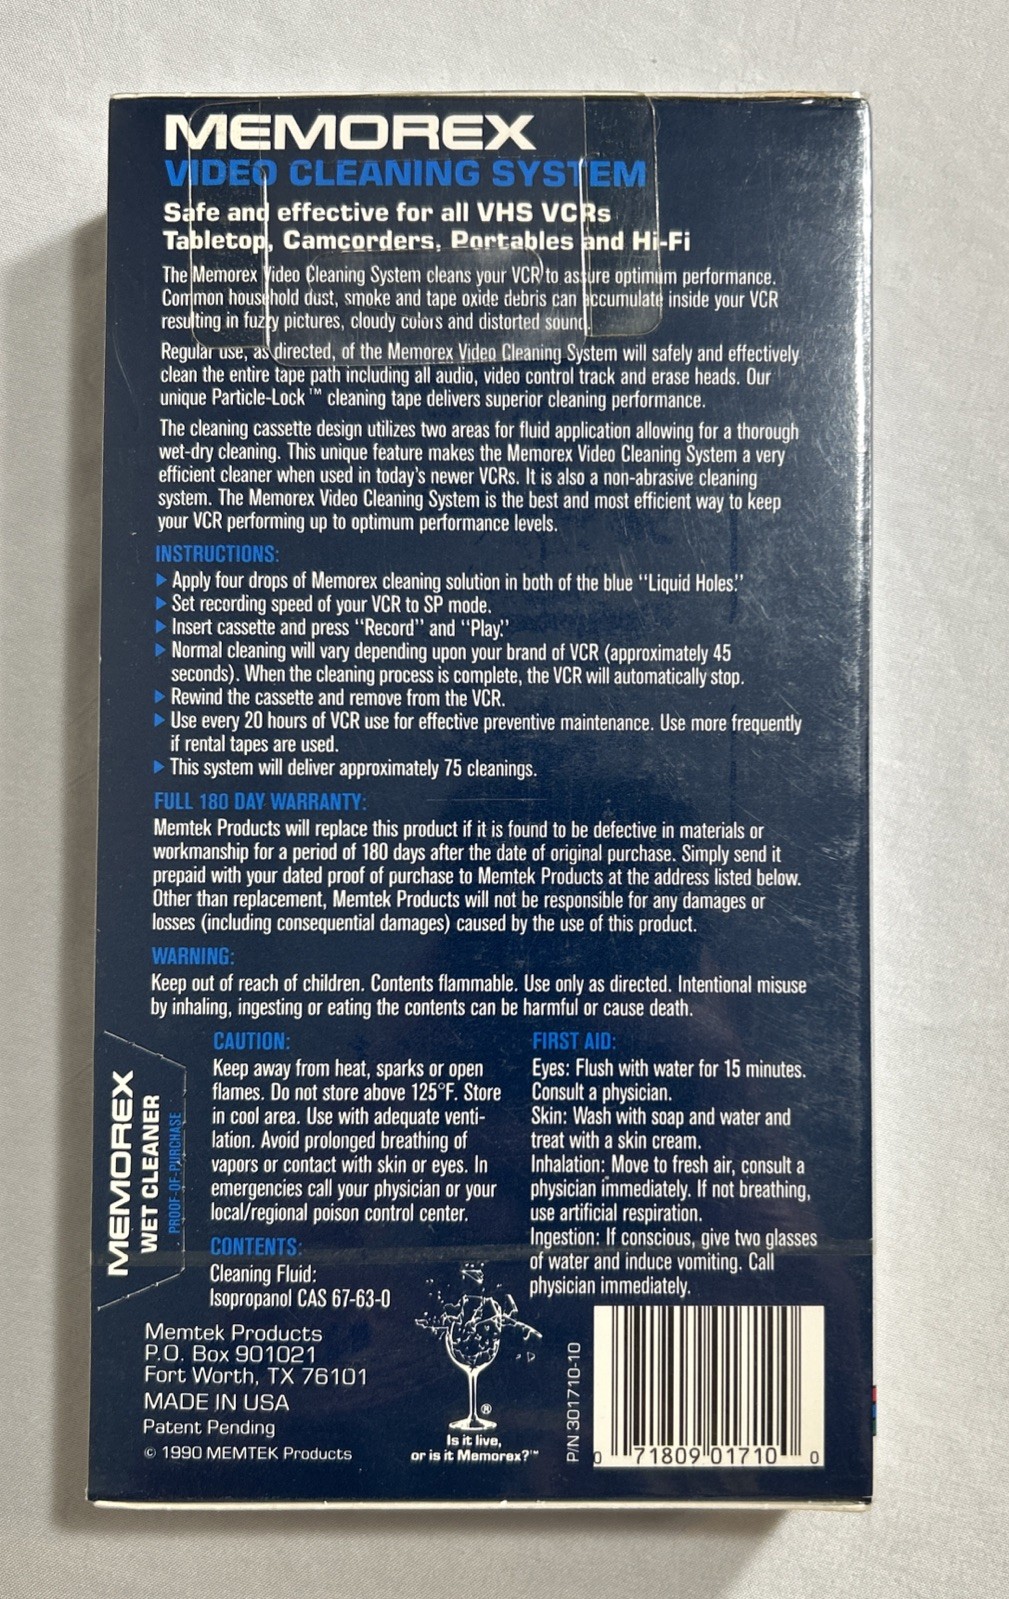 MEMOREX
VIDEO CLEANING SYSTEM
Safe and effective for all VHS VCRs
Tabletop, Camcorders, Portables and Hi-Fi
The Memorex Video Cleaning System cleans your VCR to assure optimum performance.
Common household dust, smoke and tape oxide debris can accumulate inside your VCR
resulting in fuzzy pictures, cloudy colors and distorted sound.
Regular use, as directed, of the Memorex Video Cleaning System will safely and effectively
clean the entire tape path including all audio, video control track and erase heads. Our
unique Particle-Lock™ cleaning tape delivers superior cleaning performance.
The cleaning cassette design utilizes two areas for fluid application allowing for a thorough
wet-dry cleaning. This unique feature makes the Memorex Video Cleaning System a very
efficient cleaner when used in today's newer VCRs. It is also a non-abrasive cleaning
system. The Memorex Video Cleaning System is the best and most efficient way to keep
your VCR performing up to optimum performance levels.
INSTRUCTIONS:
▶ Apply four drops of Memorex cleaning solution in both of the blue "Liquid Holes."
▶ Set recording speed of your VCR to SP mode.
▶ Insert cassette and press "Record" and "Play."
▶ Normal cleaning will vary depending upon your brand of VCR (approximately 45
seconds). When the cleaning process is complete, the VCR will automatically stop.
▶ Rewind the cassette and remove from the VCR.
▶ Use every 20 hours of VCR use for effective preventive maintenance. Use more frequently
if rental tapes are used.
▶ This system will deliver approximately 75 cleanings.
FULL 180 DAY WARRANTY:
Memtek Products will replace this product if it is found to be defective in materials or
workmanship for a period of 180 days after the date of original purchase. Simply send it
prepaid with your dated proof of purchase to Memtek Products at the address listed below.
Other than replacement, Memtek Products will not be responsible for any damages or
losses (including consequential damages) caused by the use of this product.
WARNING:
Keep out of reach of children. Contents flammable. Use only as directed. Intentional misuse
by inhaling, ingesting or eating the contents can be harmful or cause death.
CAUTION:
Keep away from heat, sparks or open
flames. Do not store above 125°F. Store
in cool area. Use with adequate venti-
lation. Avoid prolonged breathing of
vapors or contact with skin or eyes. In
emergencies call your physician or your
local/regional poison control center.
CONTENTS:
Cleaning Fluid:
Isopropanol CAS 67-63-0
FIRST AID:
Eyes: Flush with water for 15 minutes.
Consult a physician.
Skin: Wash with soap and water and
treat with a skin cream.
Inhalation: Move to fresh air, consult a
physician immediately. If not breathing,
use artificial respiration.
Ingestion: If conscious, give two glasses
of water and induce vomiting. Call
physician immediately.
MEMOREX
WET CLEANER
PROOF-OF-PURCHASE
Memtek Products
P.O. Box 901021
Fort Worth, TX 76101
MADE IN USA
Patent Pending
© 1990 MEMTEK Products
®
Is it live,
or is it Memorex?™
P/N 301710-10
0 71809 01710 0